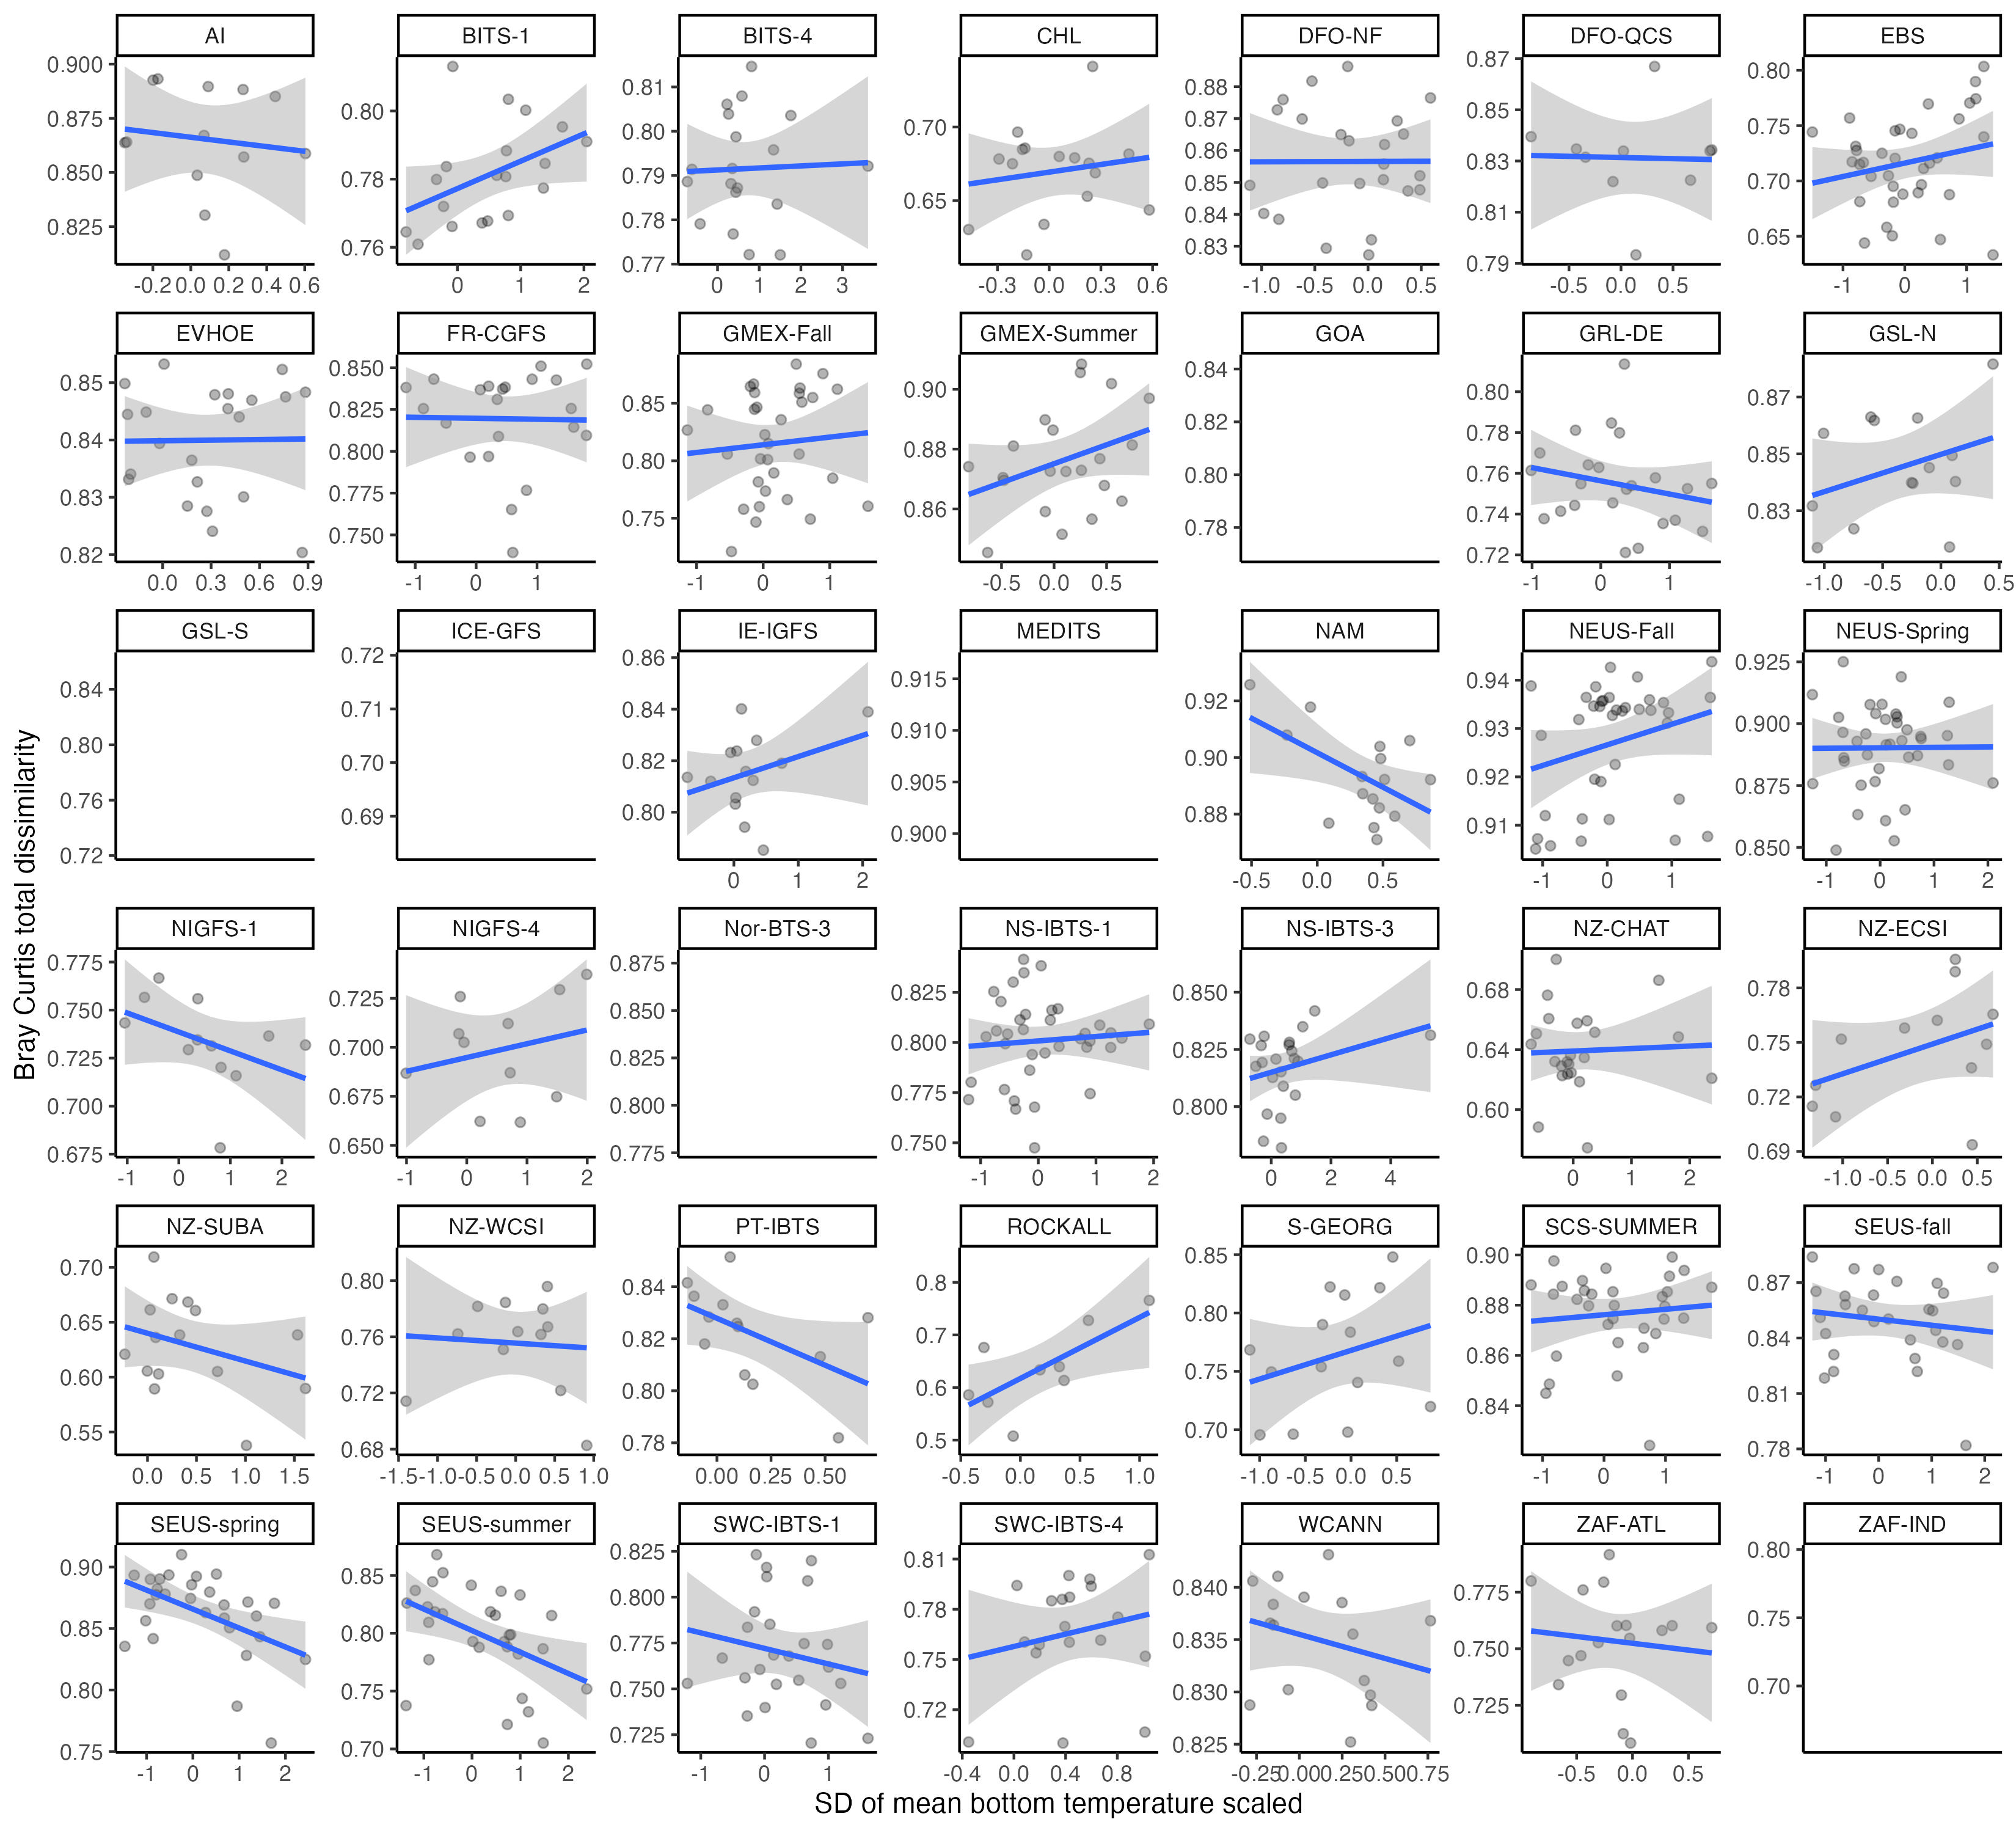 AI BITS-1 BITS-4 CHL DFO-NF DFO-QCS EBS
0.900 0.875 0.850 0.825
0.80 0.78 0.76
0.81 0.80 0.79 0.78 0.77
0.70 0.65
0.88 0.87 0.86 0.85 0.84 0.83
0.87 0.85 0.83 0.81 0.79
0.80 0.75 0.70 0.65
-0.2 0.0 0.2 0.4 0.6
0 1 2
0 1 2 3
-0.3 0.0 0.3 0.6
-1.0 -0.5 0.0 0.5
-0.5 0.0 0.5
-1 0 1
EVHOE FR-CGFS GMEX-Fall GMEX-Summer GOA GRL-DE GSL-N
0.85 0.84 0.83 0.82
0.850 0.825 0.800 0.775 0.750
0.85 0.80 0.75
0.90 0.88 0.86
0.84 0.82 0.80 0.78
0.80 0.78 0.76 0.74 0.72
0.87 0.85 0.83
0.0 0.3 0.6 0.9
-1 0 1
-1 0 1
-0.5 0.0 0.5
-1 0 1
-1.0 -0.5 0.0 0.5
GSL-S ICE-GFS IE-IGFS MEDITS NAM NEUS-Fall NEUS-Spring
0.84 0.80 0.76 0.72
0.72 0.71 0.70 0.69
0.86 0.84 0.82 0.80
0.915 0.910 0.905 0.900
0.92 0.90 0.88
0.94 0.93 0.92 0.91
0.925 0.900 0.875 0.850
0 1 2
-0.5 0.0 0.5
-1 0 1
-1 0 1 2
Bray Curtis total dissimilarity
NIGFS-1 NIGFS-4 Nor-BTS-3 NS-IBTS-1 NS-IBTS-3 NZ-CHAT NZ-ECSI
0.775 0.750 0.725 0.700 0.675
0.725 0.700 0.675 0.650
0.875 0.850 0.825 0.800 0.775
0.825 0.800 0.775 0.750
0.850 0.825 0.800
0.68 0.64 0.60
0.78 0.75 0.72 0.69
-1 0 1 2
-1 0 1 2
-1 0 1 2
0 2 4
0 1 2
-1.0 -0.5 0.0 0.5
NZ-SUBA NZ-WCSI PT-IBTS ROCKALL S-GEORG SCS-SUMMER SEUS-fall
0.70 0.65 0.60 0.55
0.80 0.76 0.72 0.68
0.84 0.82 0.80 0.78
0.8 0.7 0.6 0.5
0.85 0.80 0.75 0.70
0.90 0.88 0.86 0.84
0.87 0.84 0.81 0.78
0.0 0.5 1.0 1.5
-1.5 -1.0 -0.5 0.0 0.5 1.0
0.00 0.25 0.50
-0.5 0.0 0.5 1.0
-1.0 -0.5 0.0 0.5
-1 0 1
-1 0 1 2
SEUS-spring SEUS-summer SWC-IBTS-1 SWC-IBTS-4 WCANN ZAF-ATL ZAF-IND
0.90 0.85 0.80 0.75
0.85 0.80 0.75 0.70
0.825 0.800 0.775 0.750 0.725
0.81 0.78 0.75 0.72
0.840 0.835 0.830 0.825
0.775 0.750 0.725
0.80 0.75 0.70
-1 0 1 2
-1 0 1 2
-1 0 1
-0.4 0.0 0.4 0.8
-0.25 0.00 0.25 0.50 0.75
-0.5 0.0 0.5
SD of mean bottom temperature scaled